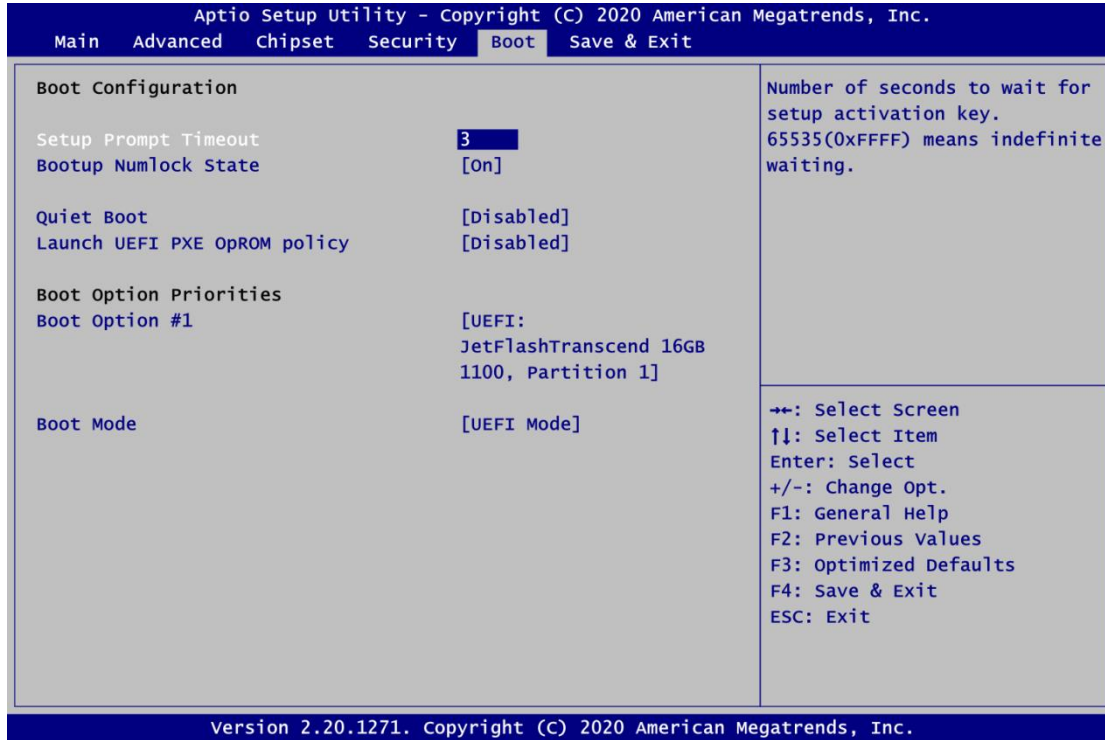 Aptio Setup Utility - Copyright (C) 2020 American Megatrends, Inc.
Main Advanced Chipset Security Boot Save & Exit
Boot Configuration
Setup Prompt Timeout 3
Bootup Numlock State [On]
Quiet Boot [Disabled]
Launch UEFI PXE OpROM policy [Disabled]
Boot Option Priorities
Boot Option #1 [UEFI:
JetFlashTranscend 16GB
1100, Partition 1]
Boot Mode [UEFI Mode]
Number of seconds to wait for
setup activation key.
65535(0xFFFF) means indefinite
waiting.
→←: Select Screen
↑↓: Select Item
Enter: Select
+/-: Change Opt.
F1: General Help
F2: Previous Values
F3: Optimized Defaults
F4: Save & Exit
ESC: Exit
Version 2.20.1271. Copyright (C) 2020 American Megatrends, Inc.